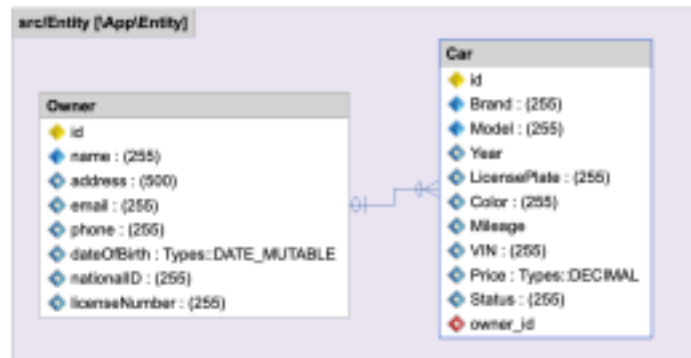 src/Entity [\App\Entity]
Owner
id
name : (255)
address : (500)
email : (255)
phone : (255)
dateOfBirth : Types::DATE_MUTABLE
nationalID : (255)
licenseNumber : (255)
Car
id
Brand : (255)
Model : (255)
Year
LicensePlate : (255)
Color : (255)
Mileage
VIN : (255)
Price : Types::DECIMAL
Status : (255)
owner_id